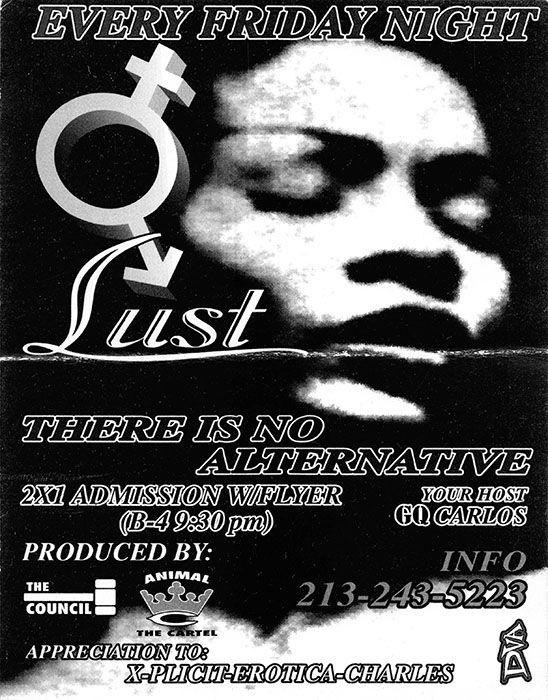 EVERY FRIDAY NIGHT
Lust
THERE IS NO
ALTERNATIVE
2X1 ADMISSION W/FLYER
(B-4 9:30 pm)
YOUR HOST
GQ CARLOS
PRODUCED BY:
THE
COUNCIL
ANIMAL
THE CARTEL
INFO
213-243-5223
APPRECIATION TO:
X-PLICIT-EROTICA-CHARLES
DVA